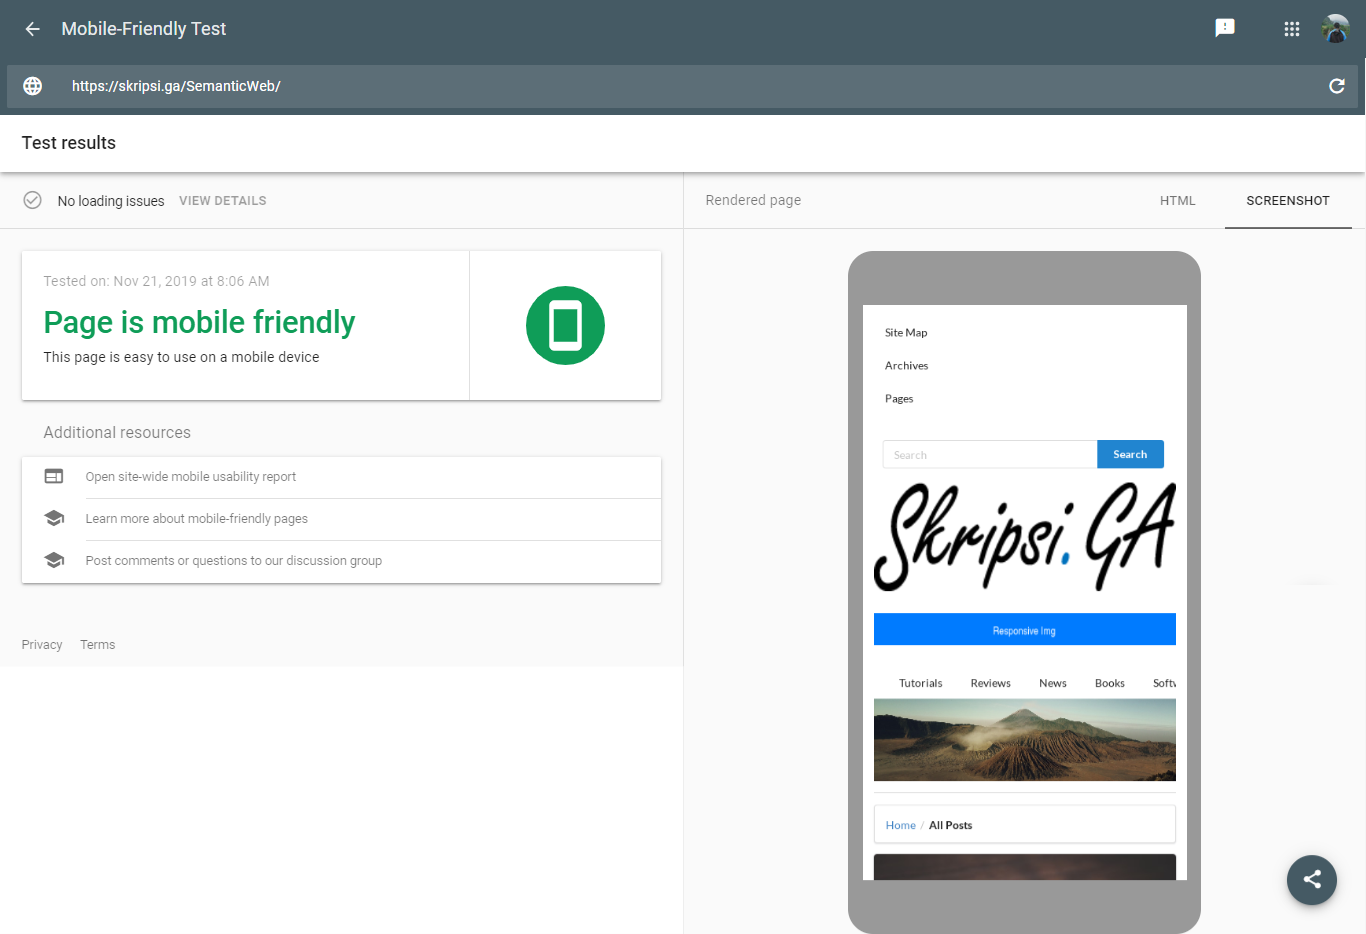 Mobile-Friendly Test
https://skripsi.ga/SemanticWeb/
Test results
No loading issues VIEW DETAILS
Tested on: Nov 21, 2019 at 8:06 AM
Page is mobile friendly
This page is easy to use on a mobile device
Additional resources
Open site-wide mobile usability report
Learn more about mobile-friendly pages
Post comments or questions to our discussion group
Privacy Terms
Rendered page HTML SCREENSHOT
Site Map
Archives
Pages
Search Search
Skripsi.GA
Responsive Img
Tutorials Reviews News Books Softw
Home / All Posts